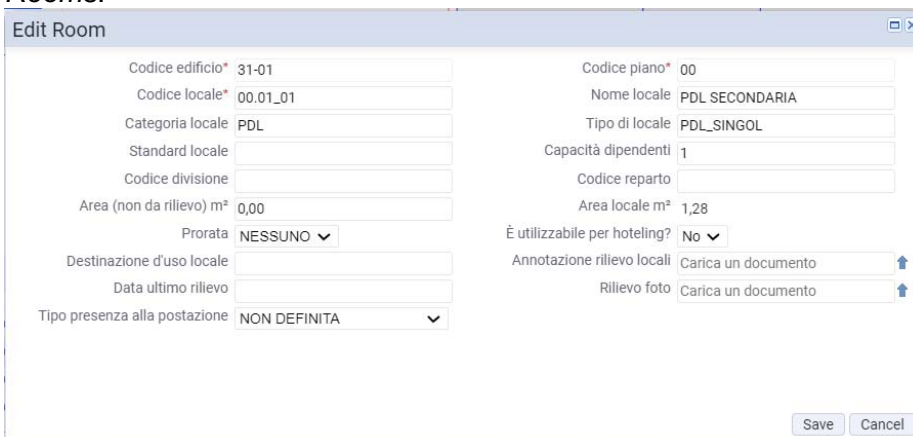 Rooms.
Edit Room
Codice edificio* 31-01 Codice piano* 00
Codice locale* 00.01_01 Nome locale PDL SECONDARIA
Categoria locale PDL Tipo di locale PDL_SINGOL
Standard locale Capacità dipendenti 1
Codice divisione Codice reparto
Area (non da rilievo) m² 0,00 Area locale m² 1,28
Prorata NESSUNO È utilizzabile per hoteling? No
Destinazione d'uso locale Annotazione rilievo locali Carica un documento
Data ultimo rilievo Rilievo foto Carica un documento
Tipo presenza alla postazione NON DEFINITA
Save Cancel